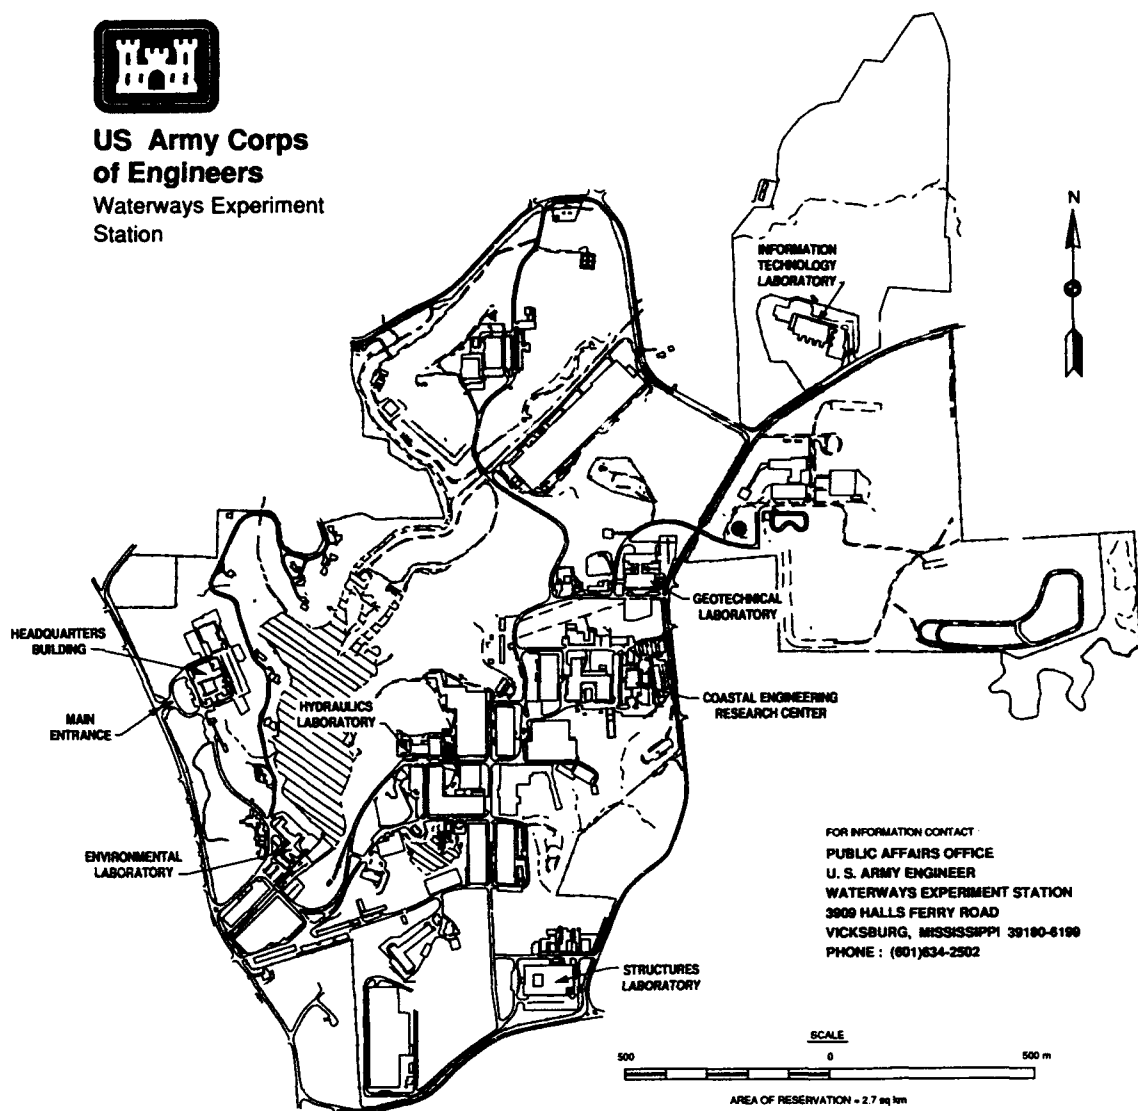 US Army Corps
of Engineers
Waterways Experiment
Station
N
INFORMATION
TECHNOLOGY
LABORATORY
GEOTECHNICAL
LABORATORY
HEADQUARTERS
BUILDING
MAIN
ENTRANCE
HYDRAULICS
LABORATORY
COASTAL ENGINEERING
RESEARCH CENTER
ENVIRONMENTAL
LABORATORY
FOR INFORMATION CONTACT
PUBLIC AFFAIRS OFFICE
U. S. ARMY ENGINEER
WATERWAYS EXPERIMENT STATION
3909 HALLS FERRY ROAD
VICKSBURG, MISSISSIPPI 39180-6199
PHONE : (601)634-2502
STRUCTURES
LABORATORY
SCALE
500 0 500 m
AREA OF RESERVATION = 2.7 sq km